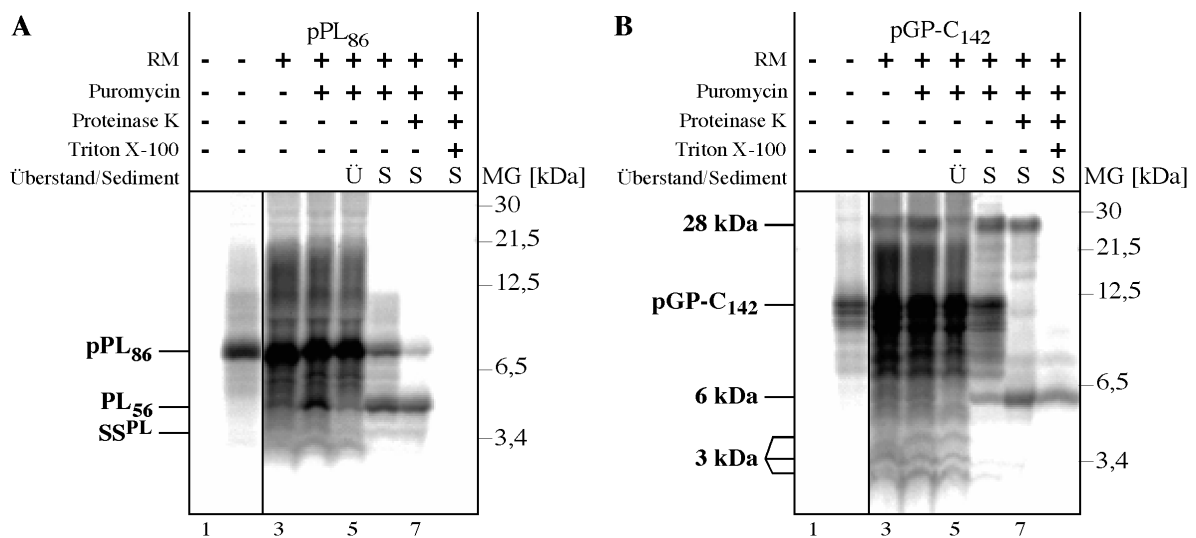 A
pPL86
RM - - + + + + + +
Puromycin - - - + + + + +
Proteinase K - - - - - - + +
Triton X-100 - - - - - - - +
Überstand/Sediment Ü S S S MG [kDa]
30
21,5
12,5
pPL86
6,5
PL56
SSPL
3,4
1 3 5 7
B
pGP-C142
RM - - + + + + + +
Puromycin - - - + + + + +
Proteinase K - - - - - - + +
Triton X-100 - - - - - - - +
Überstand/Sediment Ü S S S MG [kDa]
30
28 kDa
21,5
12,5
pGP-C142
6,5
6 kDa
3 kDa
3,4
1 3 5 7